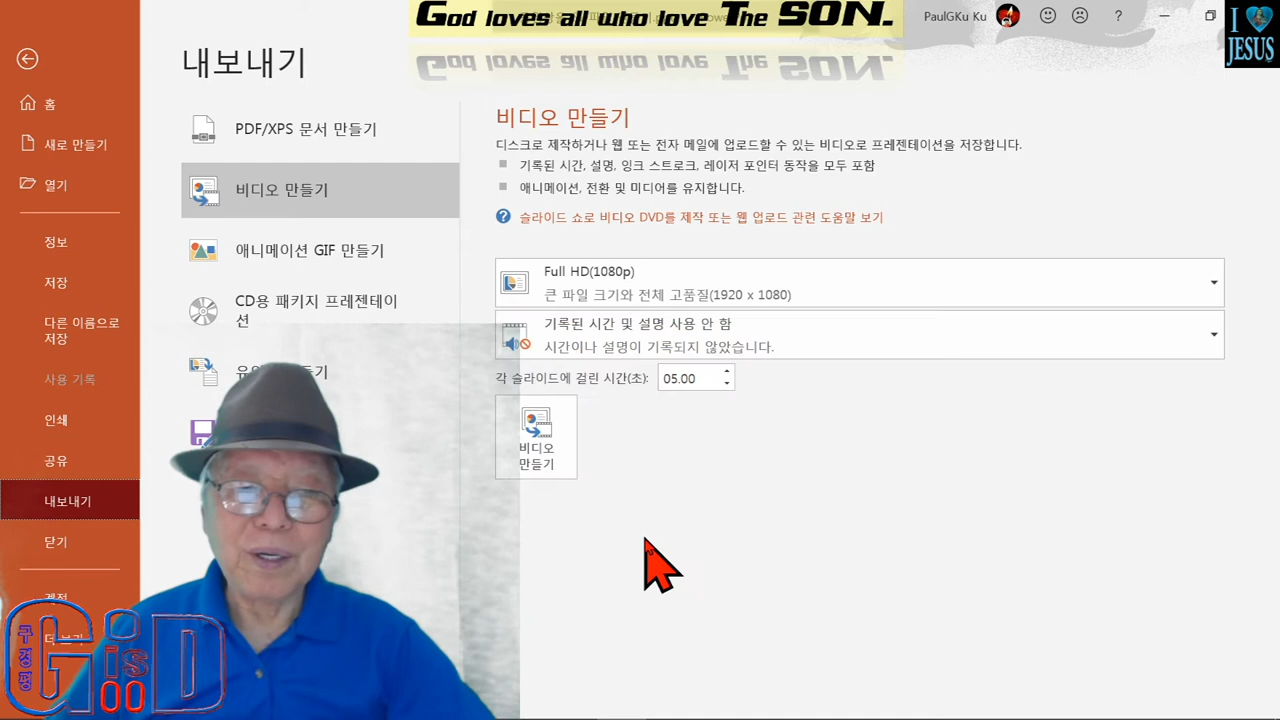 God loves all who love The SON.
PaulGKu Ku
?
I
JESUS
내보내기
홈
새로 만들기
열기
정보
저장
다른 이름으로
저장
사용 기록
인쇄
공유
내보내기
닫기
계정
더 보기
PDF/XPS 문서 만들기
비디오 만들기
애니메이션 GIF 만들기
CD용 패키지 프레젠테이
션
비디오 만들기
디스크로 제작하거나 웹 또는 전자 메일에 업로드할 수 있는 비디오로 프레젠테이션을 저장합니다.
기록된 시간, 설명, 잉크 스트로크, 레이저 포인터 동작을 모두 포함
애니메이션, 전환 및 미디어를 유지합니다.
? 슬라이드 쇼로 비디오 DVD를 제작 또는 웹 업로드 관련 도움말 보기
Full HD(1080p)
큰 파일 크기와 전체 고품질(1920 x 1080)
기록된 시간 및 설명 사용 안 함
시간이나 설명이 기록되지 않았습니다.
각 슬라이드에 걸린 시간(초): 05.00
비디오
만들기
GisD
oo
구정평